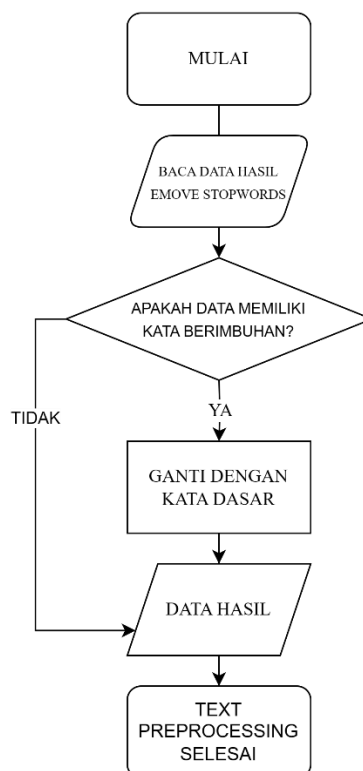 MULAI
BACA DATA HASIL
EMOVE STOPWORDS
APAKAH DATA MEMILIKI
KATA BERIMBUHAN?
TIDAK
YA
GANTI DENGAN
KATA DASAR
DATA HASIL
TEXT
PREPROCESSING
SELESAI